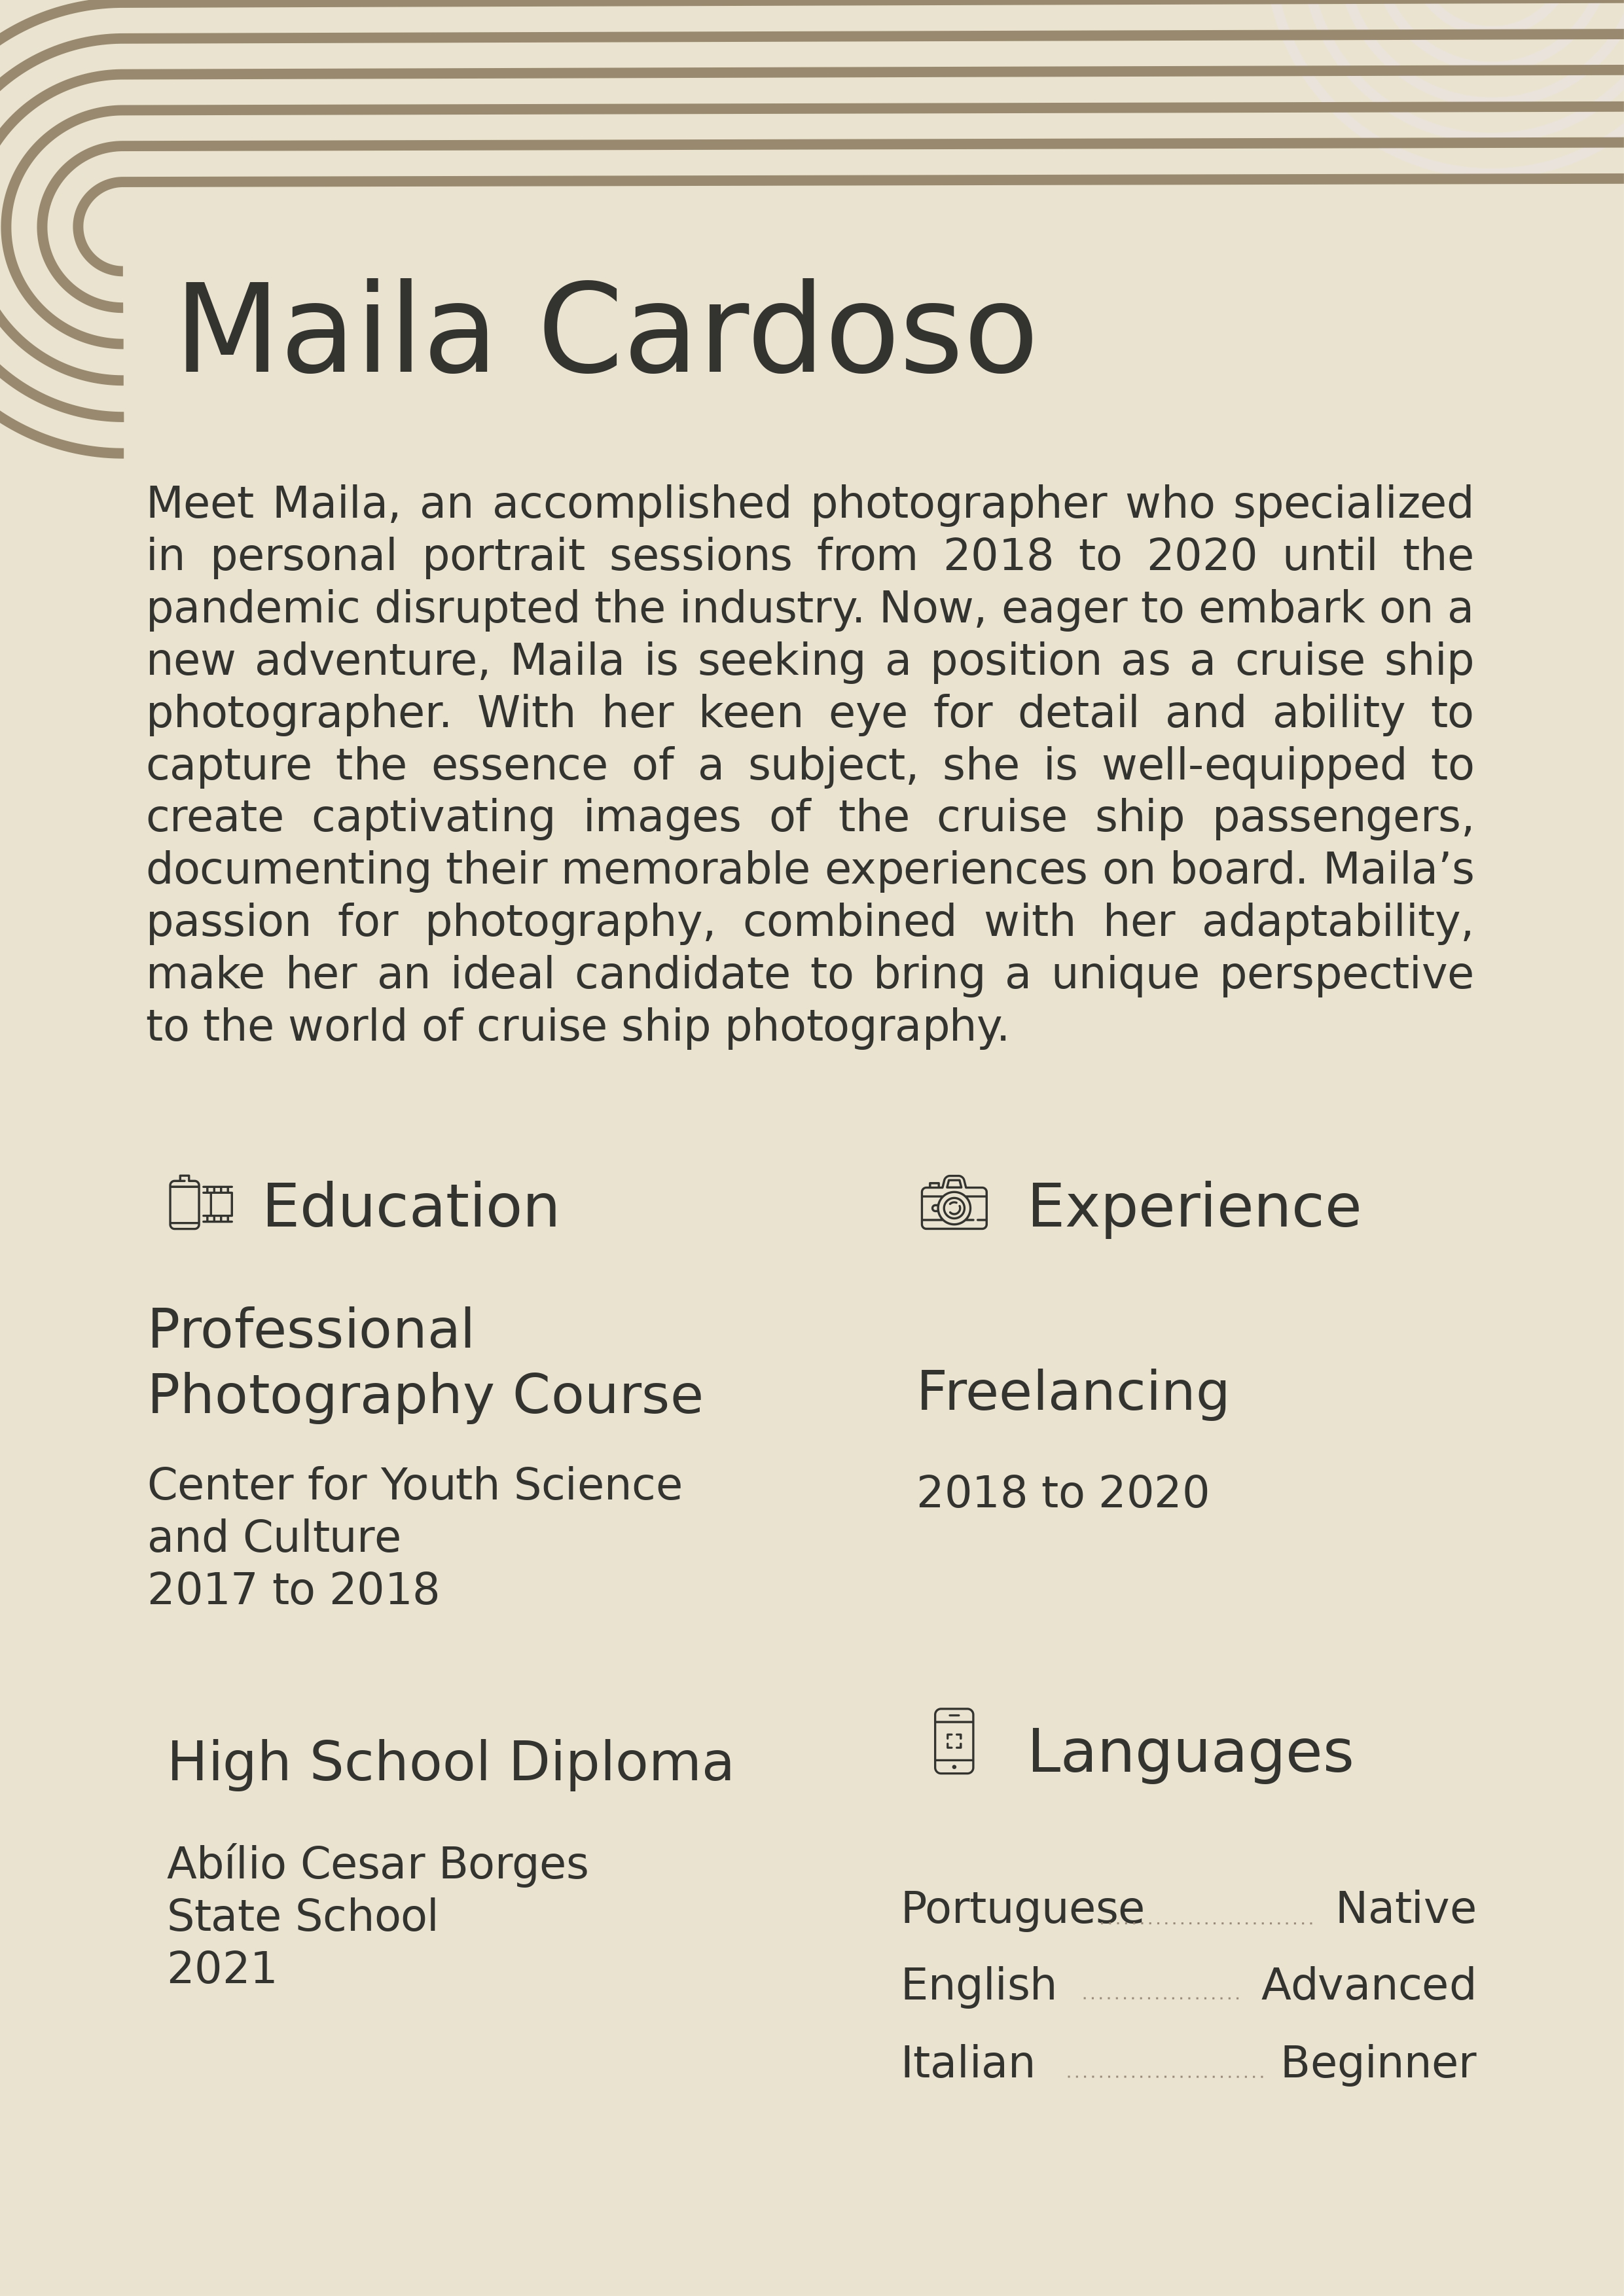 Maila Cardoso
Meet Maila, an accomplished photographer who specialized
in personal portrait sessions from 2018 to 2020 until the
pandemic disrupted the industry. Now, eager to embark on a
new adventure, Maila is seeking a position as a cruise ship
photographer. With her keen eye for detail and ability to
capture the essence of a subject, she is well-equipped to
create captivating images of the cruise ship passengers,
documenting their memorable experiences on board. Maila’s
passion for photography, combined with her adaptability,
make her an ideal candidate to bring a unique perspective
to the world of cruise ship photography.
Education
Professional
Photography Course
Center for Youth Science
and Culture
2017 to 2018
High School Diploma
Abílio Cesar Borges
State School
2021
Experience
Freelancing
2018 to 2020
Languages
Portuguese ........................ Native
English .................... Advanced
Italian ......................... Beginner